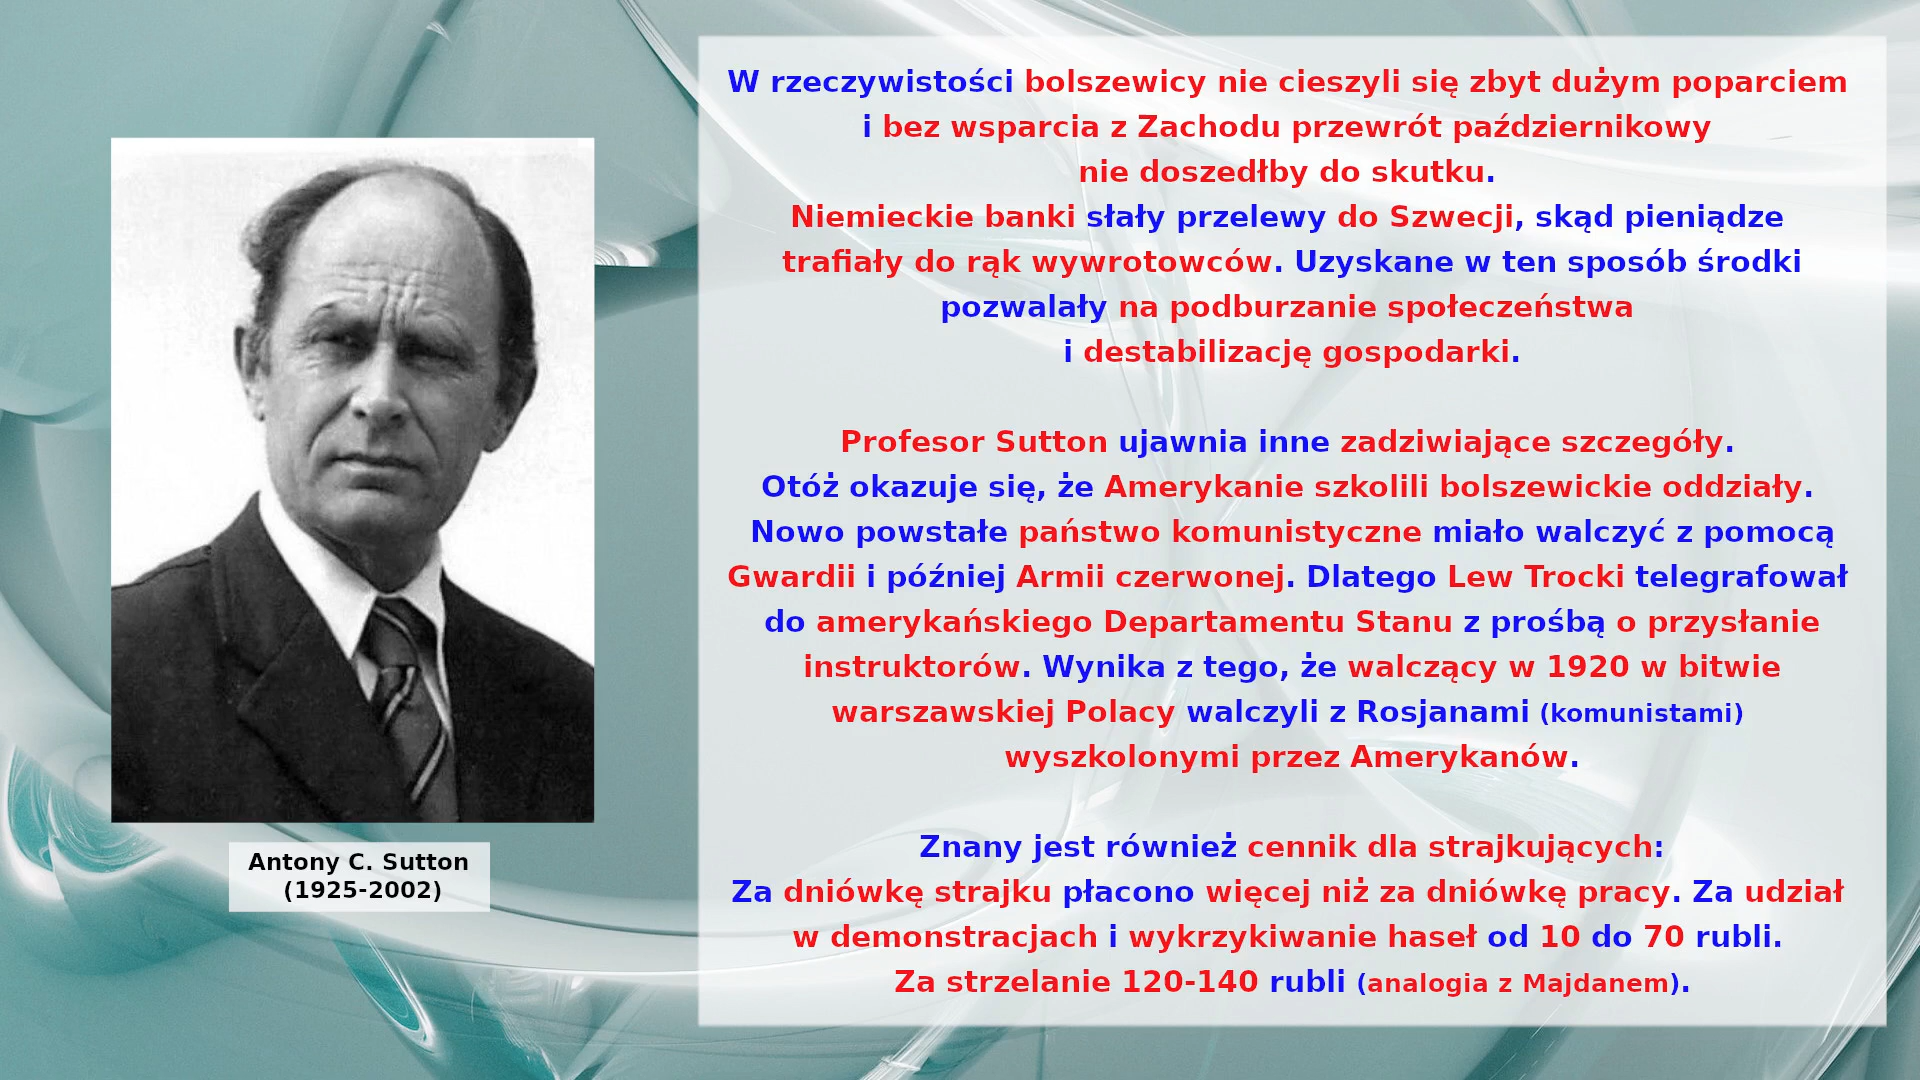 W rzeczywistości bolszewicy nie cieszyli się zbyt dużym poparciem
i bez wsparcia z Zachodu przewrót październikowy
nie doszedłby do skutku.
Niemieckie banki słały przelewy do Szwecji, skąd pieniądze
trafiały do rąk wywrotowców. Uzyskane w ten sposób środki
pozwalały na podburzanie społeczeństwa
i destabilizację gospodarki.
Profesor Sutton ujawnia inne zadziwiające szczegóły.
Otóż okazuje się, że Amerykanie szkolili bolszewickie oddziały.
Nowo powstałe państwo komunistyczne miało walczyć z pomocą
Gwardii i później Armii czerwonej. Dlatego Lew Trocki telegrafował
do amerykańskiego Departamentu Stanu z prośbą o przysłanie
instruktorów. Wynika z tego, że walczący w 1920 w bitwie
warszawskiej Polacy walczyli z Rosjanami (komunistami)
wyszkolonymi przez Amerykanów.
Znany jest również cennik dla strajkujących:
Za dniówkę strajku płacono więcej niż za dniówkę pracy. Za udział
w demonstracjach i wykrzykiwanie haseł od 10 do 70 rubli.
Za strzelanie 120-140 rubli (analogia z Majdanem).
Antony C. Sutton
(1925-2002)